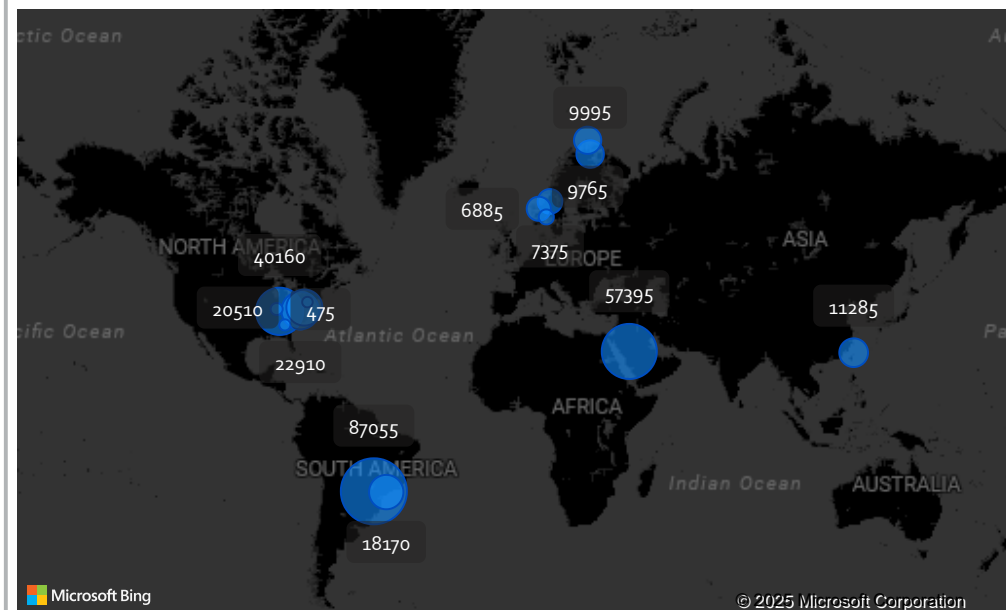 ctic Ocean
A
9995
9765
6885
NORTH AMERICA
40160
7375
EUROPE
ASIA
57395
20510
475
11285
cific Ocean
Atlantic Ocean
Pa
22910
AFRICA
87055
SOUTH AMERICA
Indian Ocean
AUSTRALIA
18170
Microsoft Bing
© 2025 Microsoft Corporation